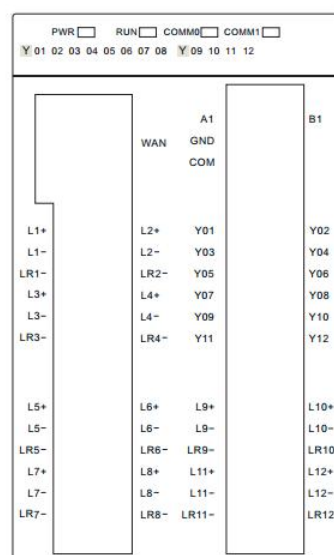 PWR RUN COMM0 COMM1
Y 01 02 03 04 05 06 07 08 Y 09 10 11 12
A1 B1
WAN GND
COM
L1+ L2+ Y01 Y02
L1- L2- Y03 Y04
LR1- LR2- Y05 Y06
L3+ L4+ Y07 Y08
L3- L4- Y09 Y10
LR3- LR4- Y11 Y12
L5+ L6+ L9+ L10+
L5- L6- L9- L10-
LR5- LR6- LR9- LR10
L7+ L8+ L11+ L12+
L7- L8- L11- L12-
LR7- LR8- LR11- LR12